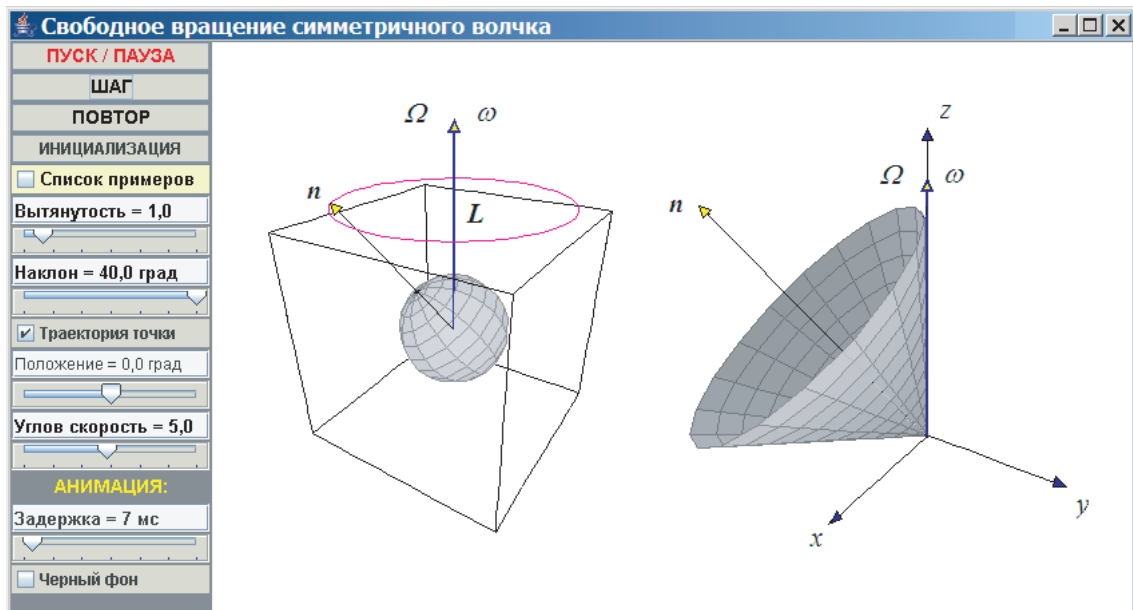 Свободное вращение симметричного волчка
ПУСК / ПАУЗА
ШАГ
ПОВТОР
ИНИЦИАЛИЗАЦИЯ
Список примеров
Вытянутость = 1,0
Наклон = 40,0 град
Траектория точки
Положение = 0,0 град
Углов скорость = 5,0
АНИМАЦИЯ:
Задержка = 7 мс
Черный фон
Ω ω
n
L
z
Ω ω
n
y
x